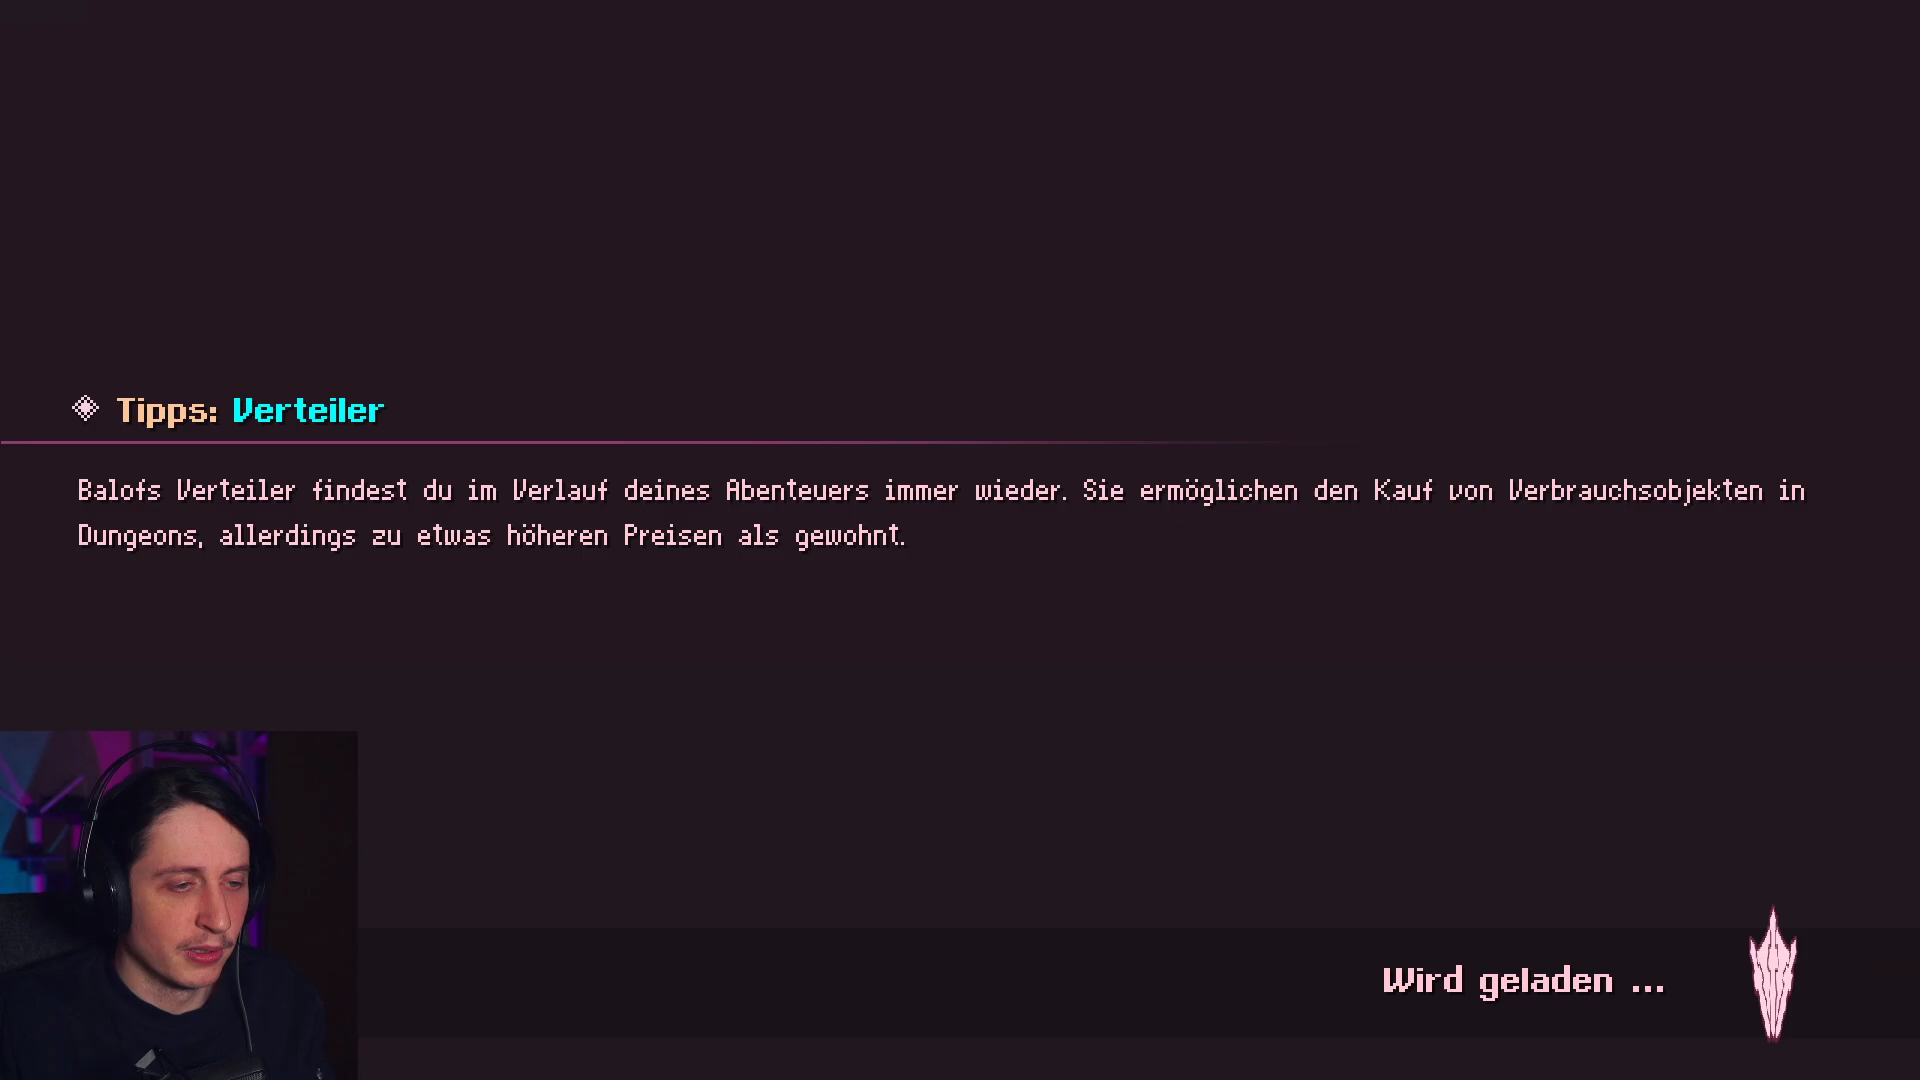 Tipps: Verteiler
Balofs Verteiler findest du im Verlauf deines Abenteuers immer wieder. Sie ermöglichen den Kauf von Verbrauchsobjekten in
Dungeons, allerdings zu etwas höheren Preisen als gewohnt.
Wird geladen ...